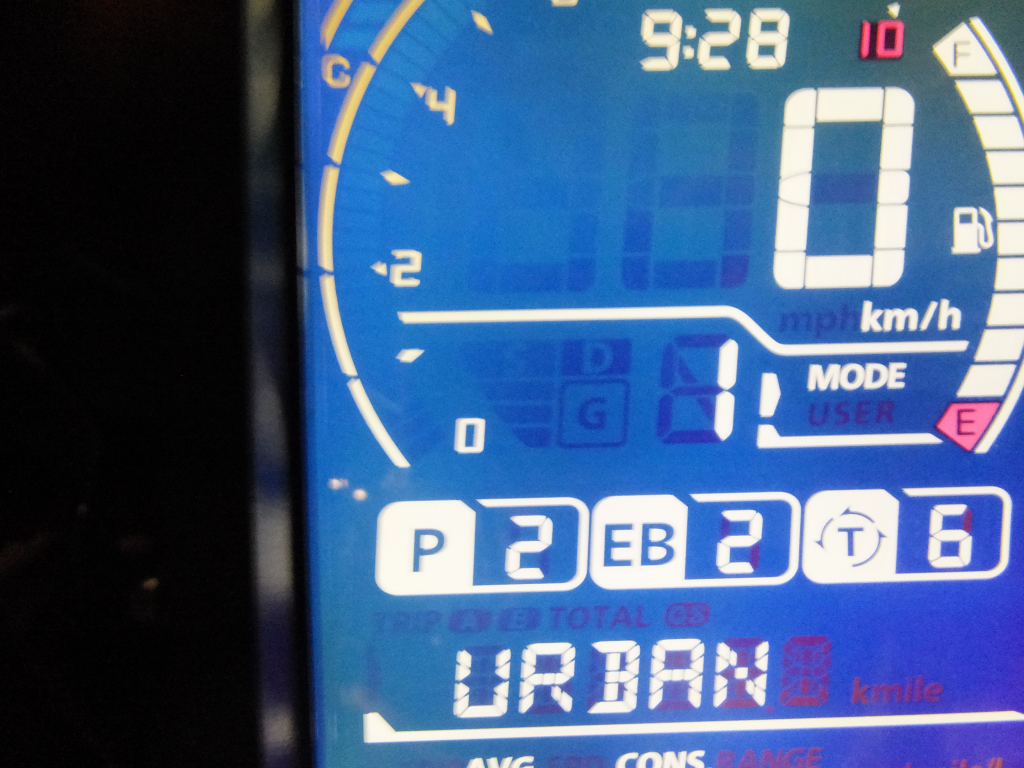 9:28 10 F
C 4
0
2
mph km/h
S D 1 MODE
G USER
0 E
P 2 EB 2 T 6
TRIP A B TOTAL
URBAN
kmile
AVG CONS RANGE